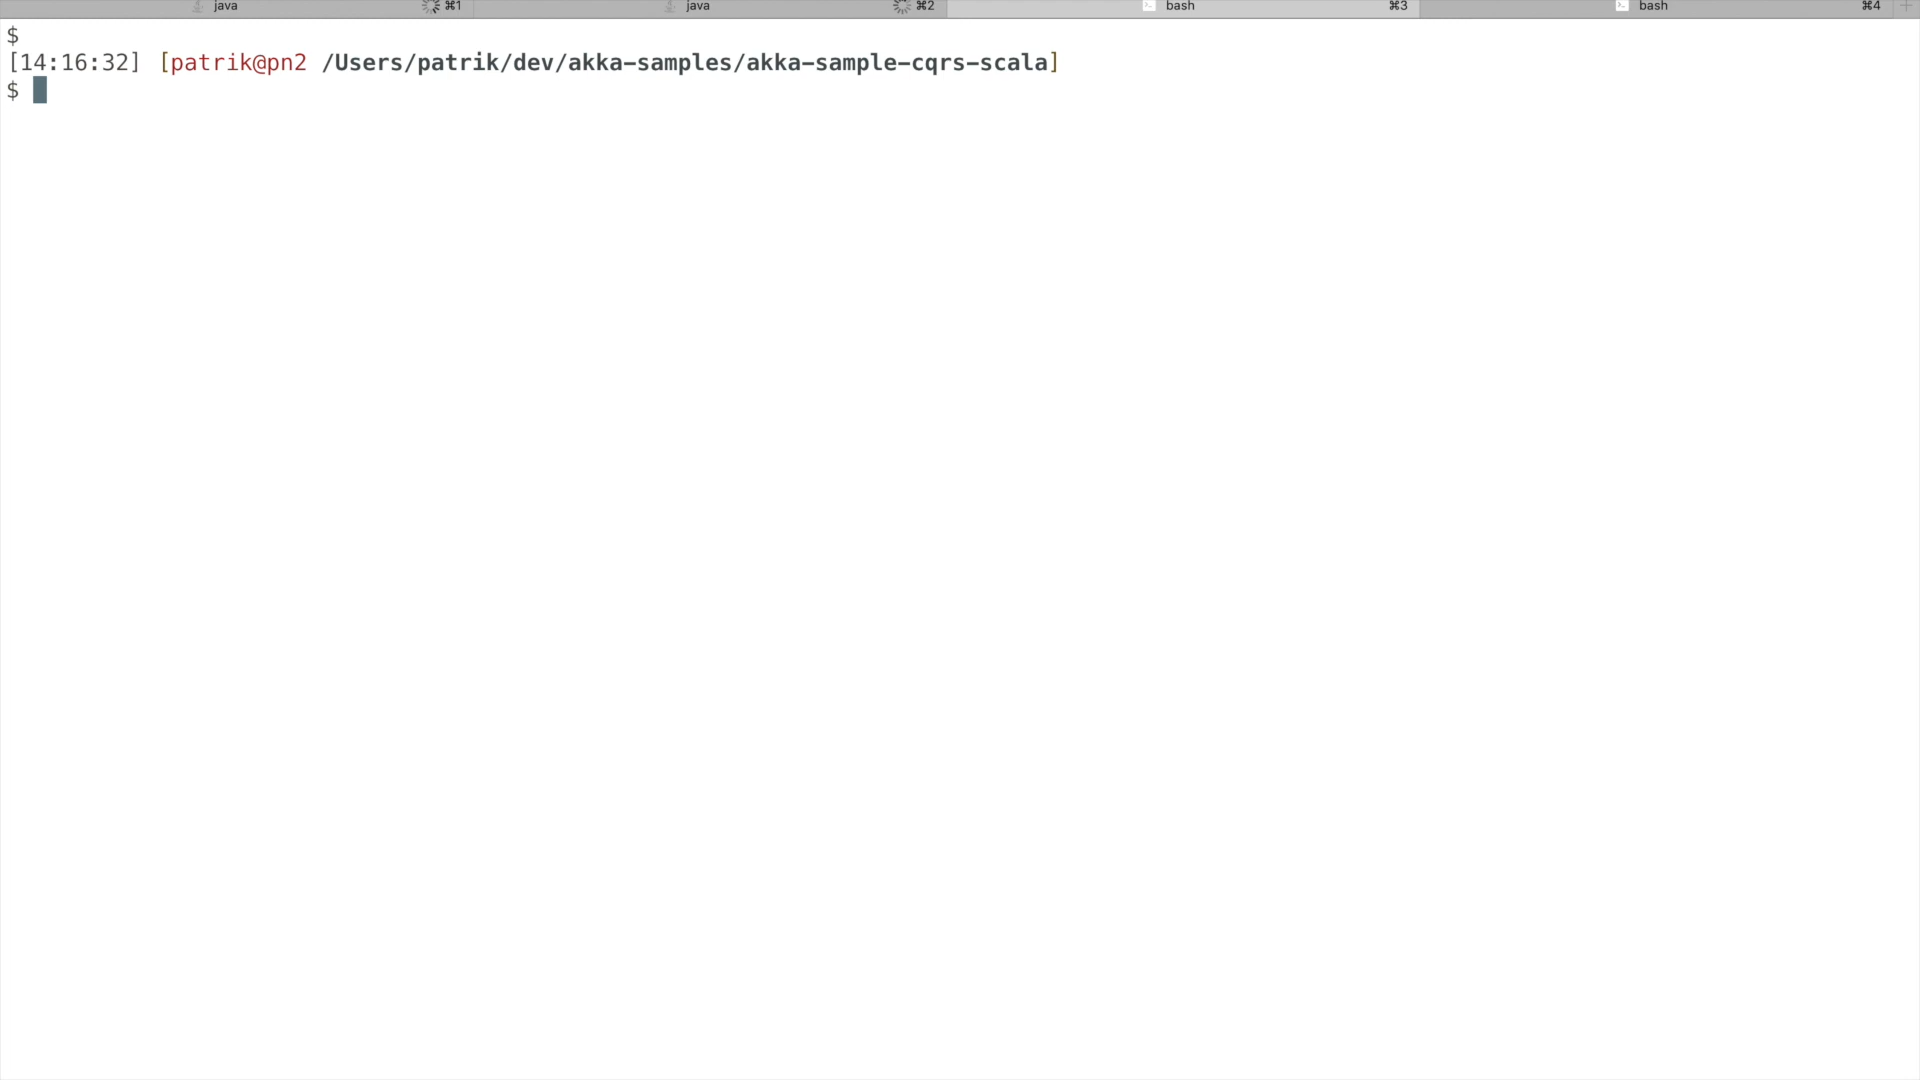 java ⌘1 java ⌘2 bash ⌘3 bash ⌘4
$
[14:16:32] [patrik@pn2 /Users/patrik/dev/akka-samples/akka-sample-cqrs-scala]
$